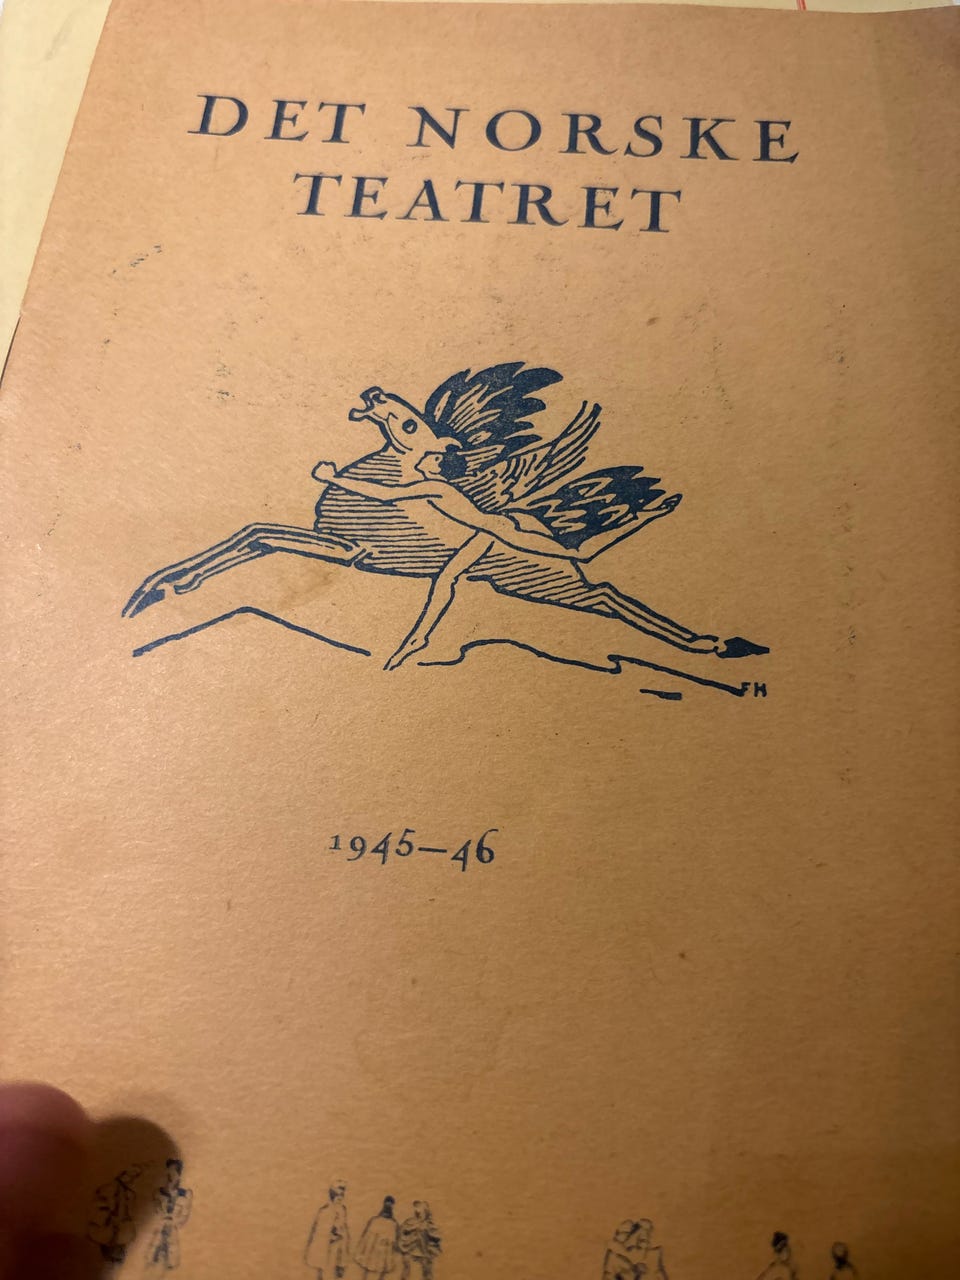 DET NORSKE
TEATRET
FH
1945–46